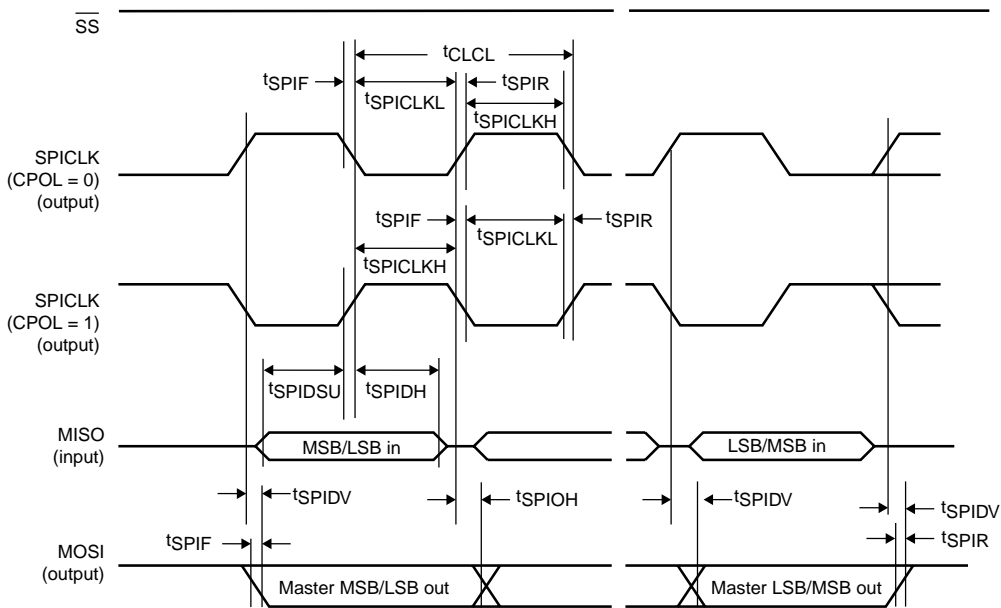 SS
tCLCL
tSPIF
tSPICLKL
tSPIR
tSPICLKH
SPICLK
(CPOL = 0)
(output)
tSPIF
tSPICLKL
tSPIR
tSPICLKH
SPICLK
(CPOL = 1)
(output)
tSPIDSU
tSPIDH
MISO
(input)
MSB/LSB in
LSB/MSB in
tSPIDV
tSPIOH
tSPIDV
tSPIDV
tSPIF
tSPIR
MOSI
(output)
Master MSB/LSB out
Master LSB/MSB out